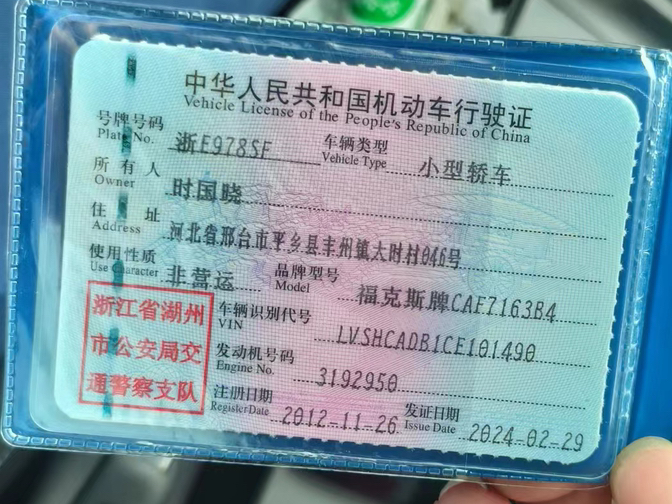 中华人民共和国机动车行驶证
Vehicle License of the People's Republic of China
号牌号码 浙E978SF 车辆类型 小型轿车
Plate No. Vehicle Type
所有人 时国晓
Owner
住址 河北省邢台市平乡县丰州镇大时村046号
Address
使用性质 非营运 品牌型号 福克斯牌CAF7163B4
Use Character Model
浙江省湖州市公安局交通警察支队
车辆识别代号 LVSHCADB1CE101490
VIN
发动机号码 3192950
Engine No.
注册日期 2012-11-26 发证日期 2024-02-29
Register Date Issue Date